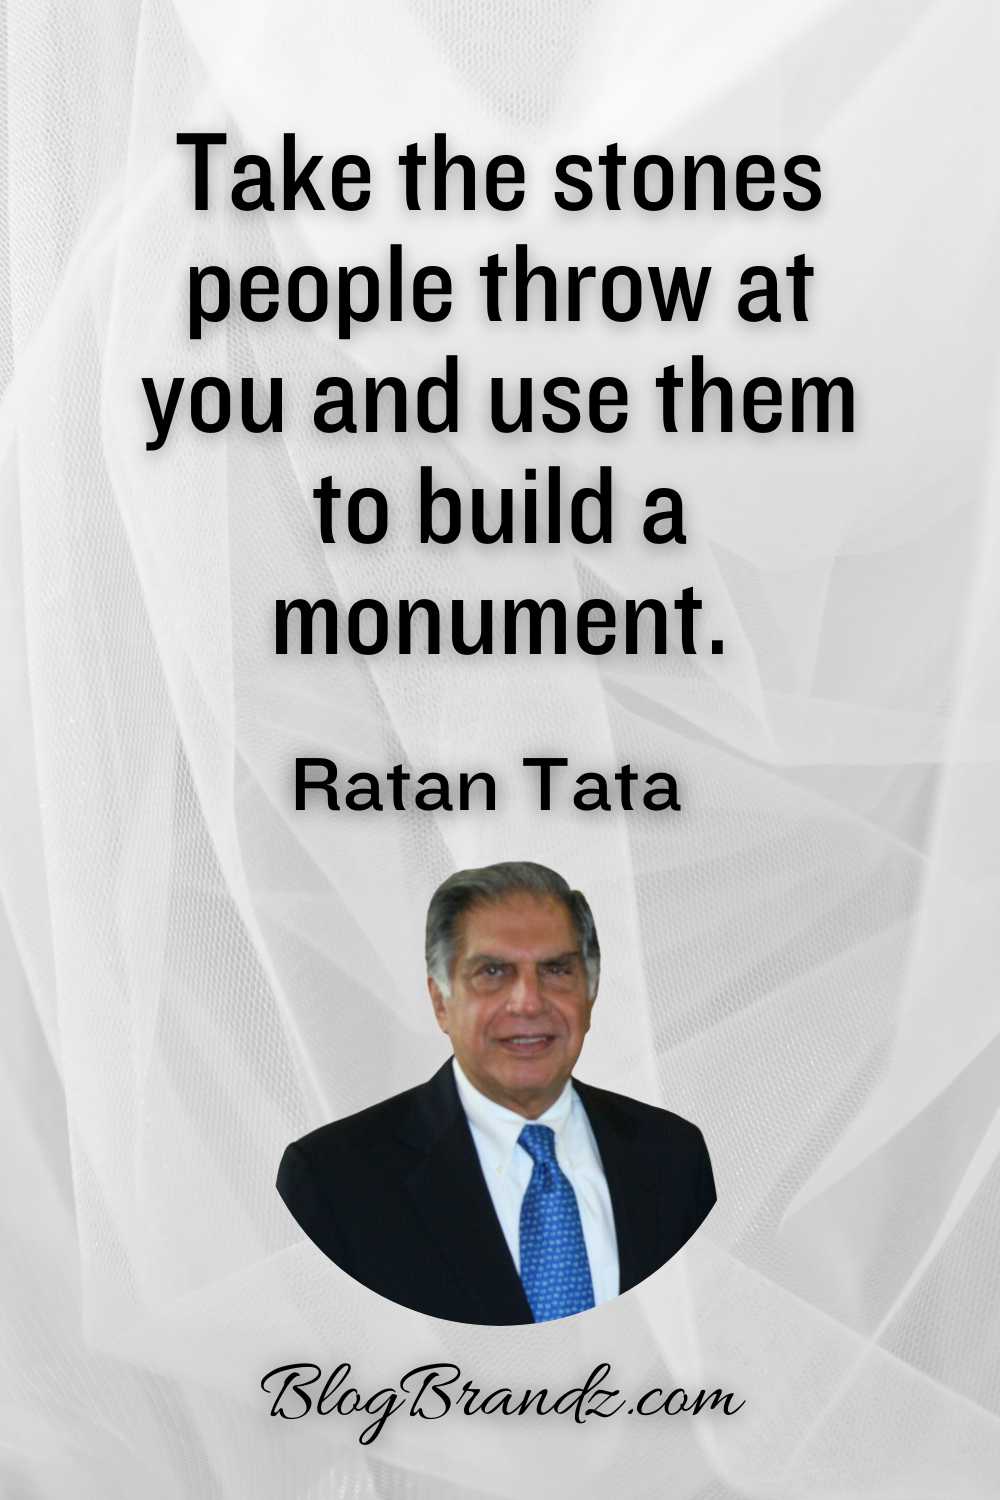 Take the stones
people throw at
you and use them
to build a
monument.
Ratan Tata
BlogBrandz.com